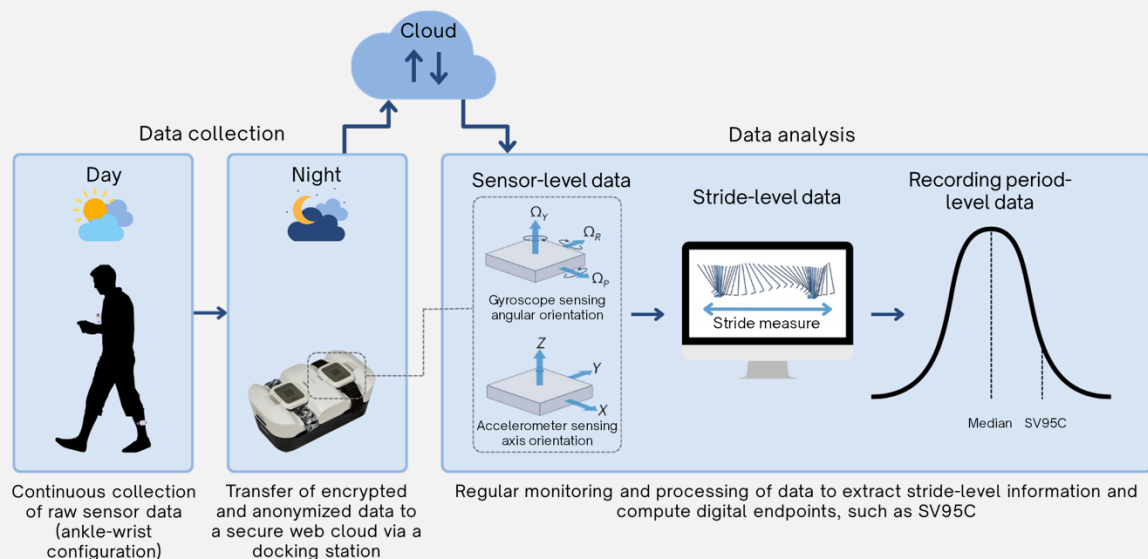 Cloud
Data collection
Data analysis
Day
Night
Sensor-level data
Ω_Y
Ω_R
Ω_P
Gyroscope sensing
angular orientation
Z
Y
X
Accelerometer sensing
axis orientation
Stride-level data
Stride measure
Recording period-
level data
Median
SV95C
Continuous collection
of raw sensor data
(ankle-wrist
configuration)
Transfer of encrypted
and anonymized data to
a secure web cloud via a
docking station
Regular monitoring and processing of data to extract stride-level information and
compute digital endpoints, such as SV95C